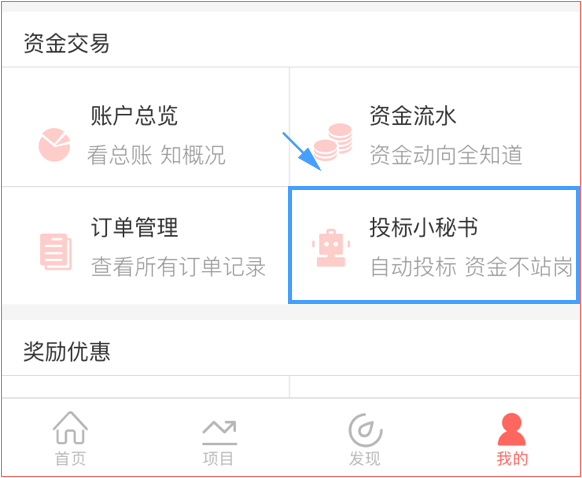 资金交易
账户总览
看总账 知概况
资金流水
资金动向全知道
订单管理
查看所有订单记录
投标小秘书
自动投标 资金不站岗
奖励优惠
首页
项目
发现
我的